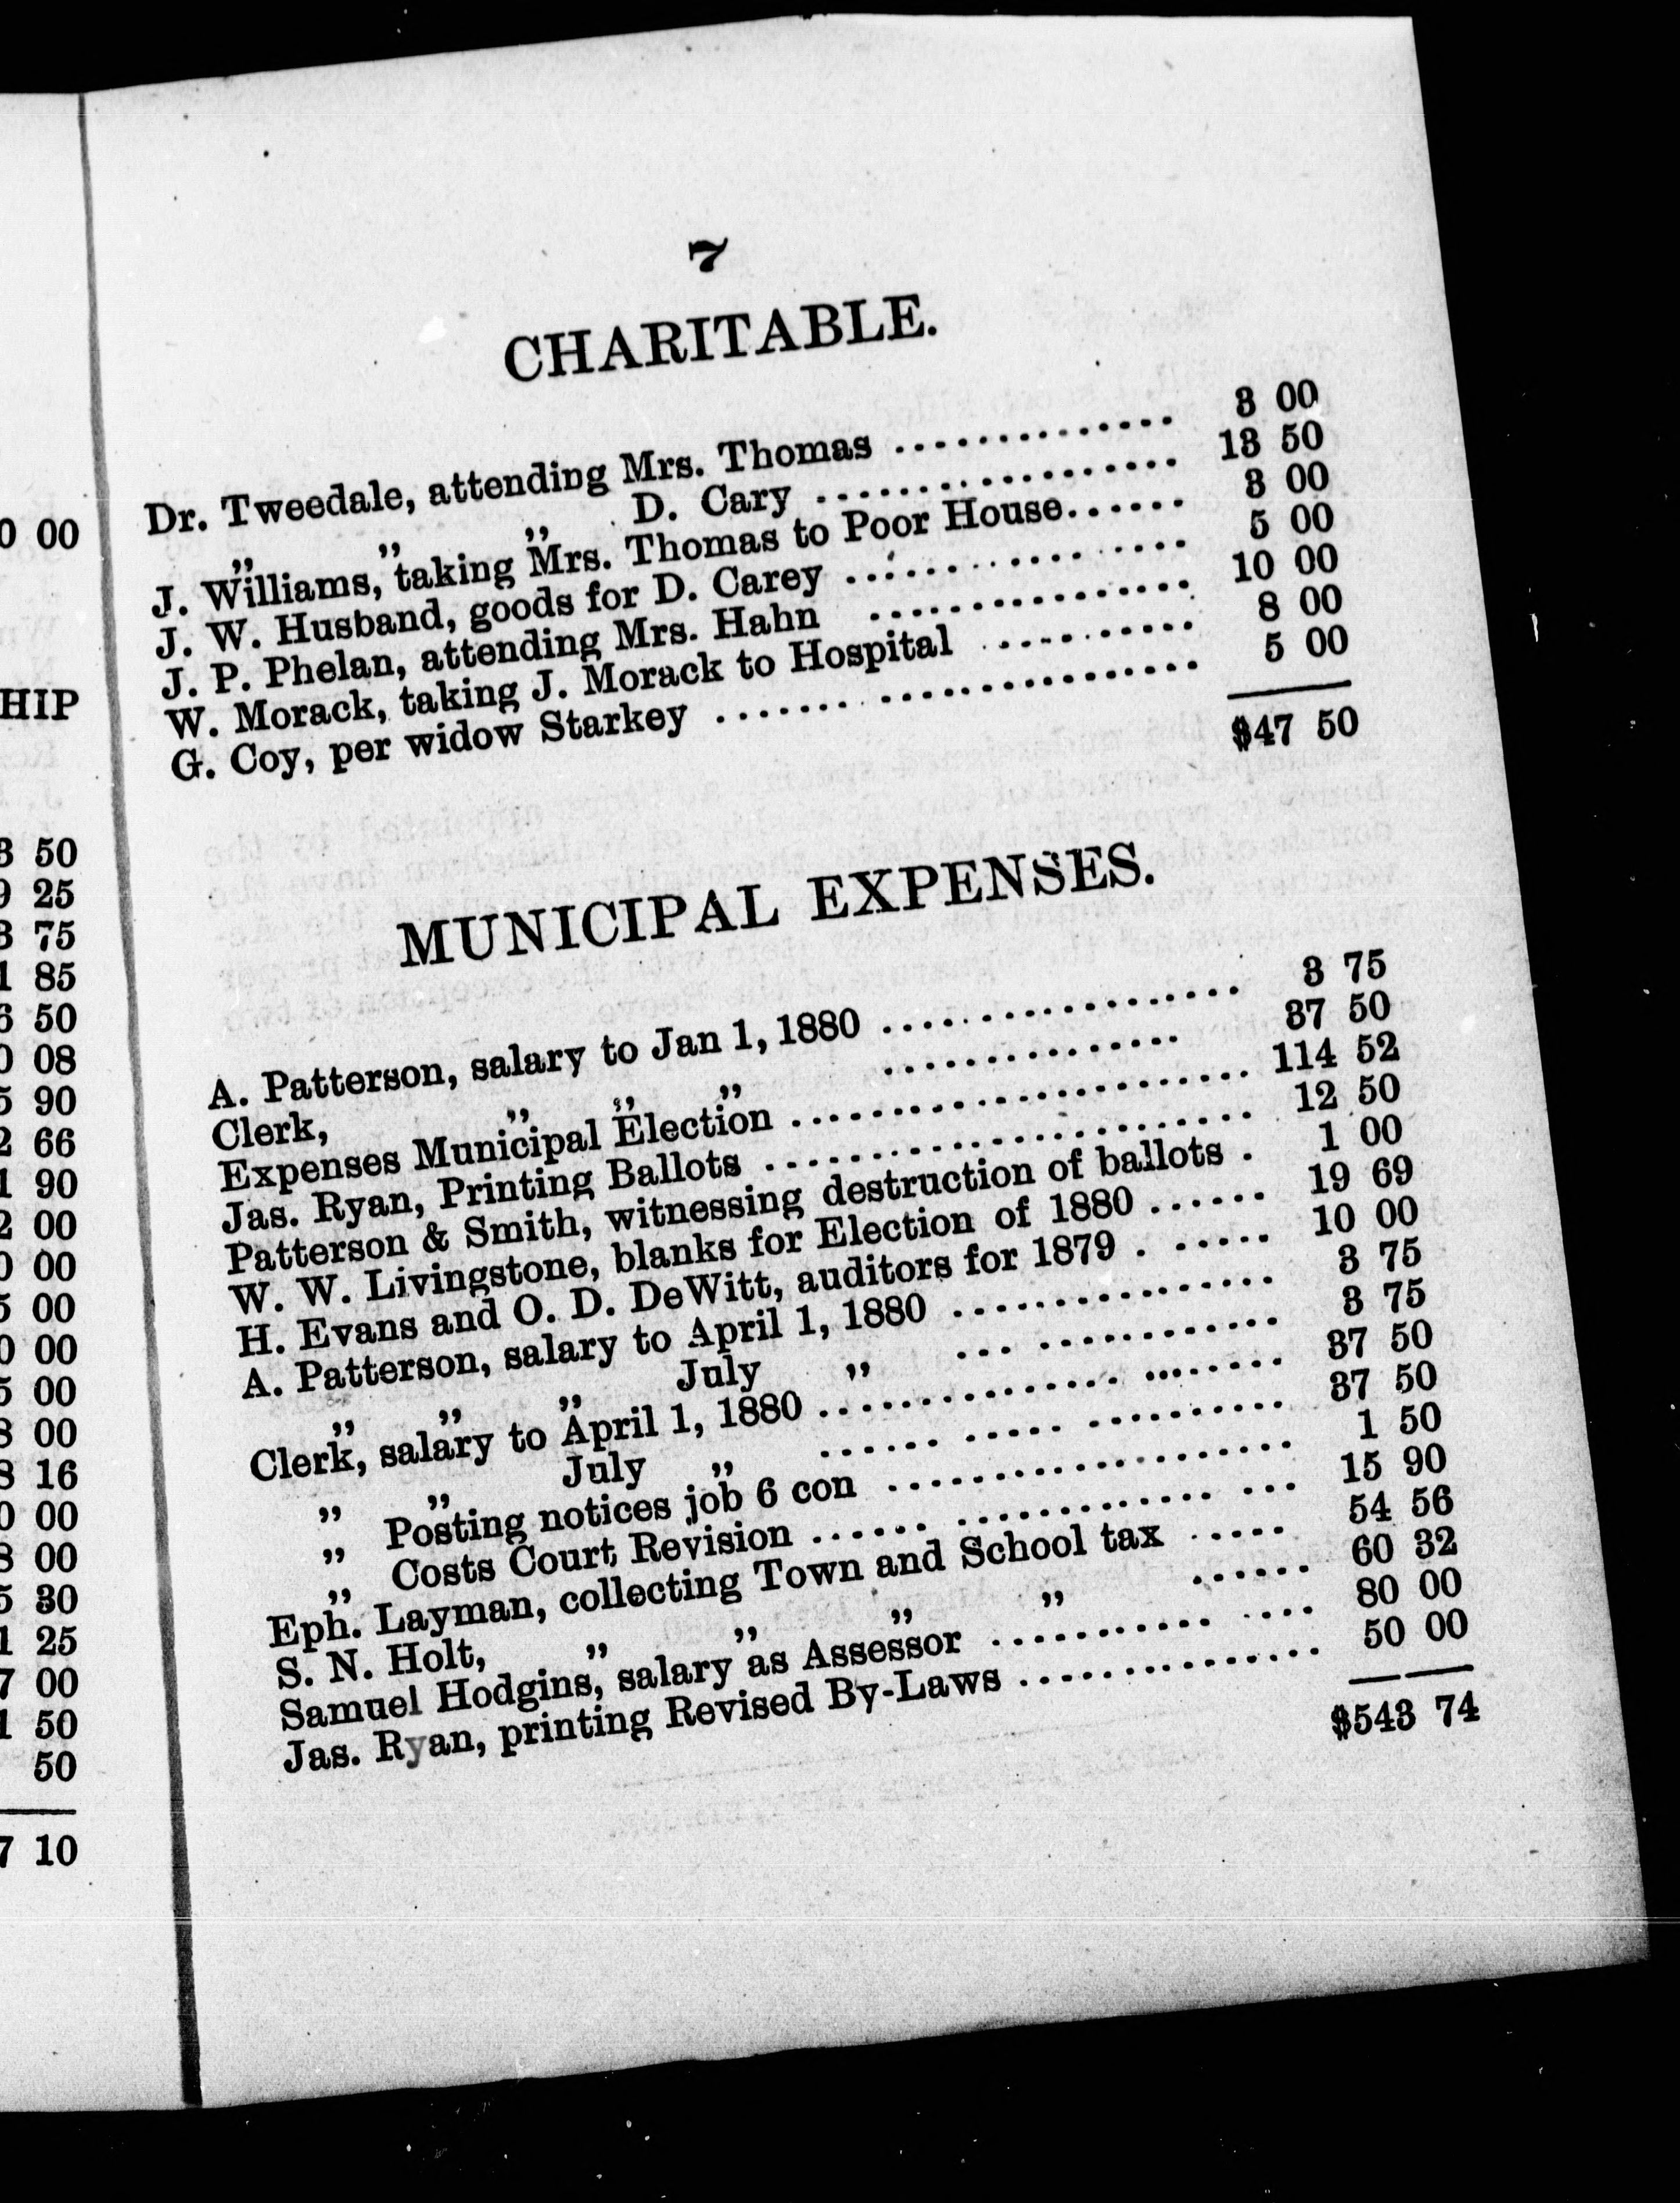 0 00
HIP
3 50
9 25
3 75
1 85
6 50
0 08
5 90
2 66
1 90
2 00
0 00
5 00
0 00
5 00
8 00
8 16
0 00
8 00
5 30
1 25
7 00
1 50
50
7 10
7
CHARITABLE.
Dr. Tweedale, attending Mrs. Thomas .............. 3 00
„ „ „ D. Cary .................. 13 50
J. Williams, taking Mrs. Thomas to Poor House...... 3 00
J. W. Husband, goods for D. Carey ................ 5 00
J. P. Phelan, attending Mrs. Hahn ................ 10 00
W. Morack, taking J. Morack to Hospital .......... 8 00
G. Coy, per widow Starkey ....................... 5 00
$47 50
MUNICIPAL EXPENSES.
A. Patterson, salary to Jan 1, 1880 .................. 3 75
Clerk, „ „ „ ............... 37 50
Expenses Municipal Election ....................... 114 52
Jas. Ryan, Printing Ballots ........................ 12 50
Patterson & Smith, witnessing destruction of ballots . 1 00
W. W. Livingstone, blanks for Election of 1880 ...... 19 69
H. Evans and O. D. DeWitt, auditors for 1879 . ..... 10 00
A. Patterson, salary to April 1, 1880 ................ 3 75
„ „ „ July „ ... ............ 3 75
Clerk, salary to April 1, 1880 ........................ 37 50
„ „ July „ ...... ..... .......... 37 50
„ Posting notices job 6 con .................... 1 50
„ Costs Court Revision ...... ............. ... 15 90
Eph. Layman, collecting Town and School tax ..... 54 56
S. N. Holt, „ „ „ „ ...... 60 32
Samuel Hodgins, salary as Assessor ........... .... 80 00
Jas. Ryan, printing Revised By-Laws ............... 50 00
$543 74